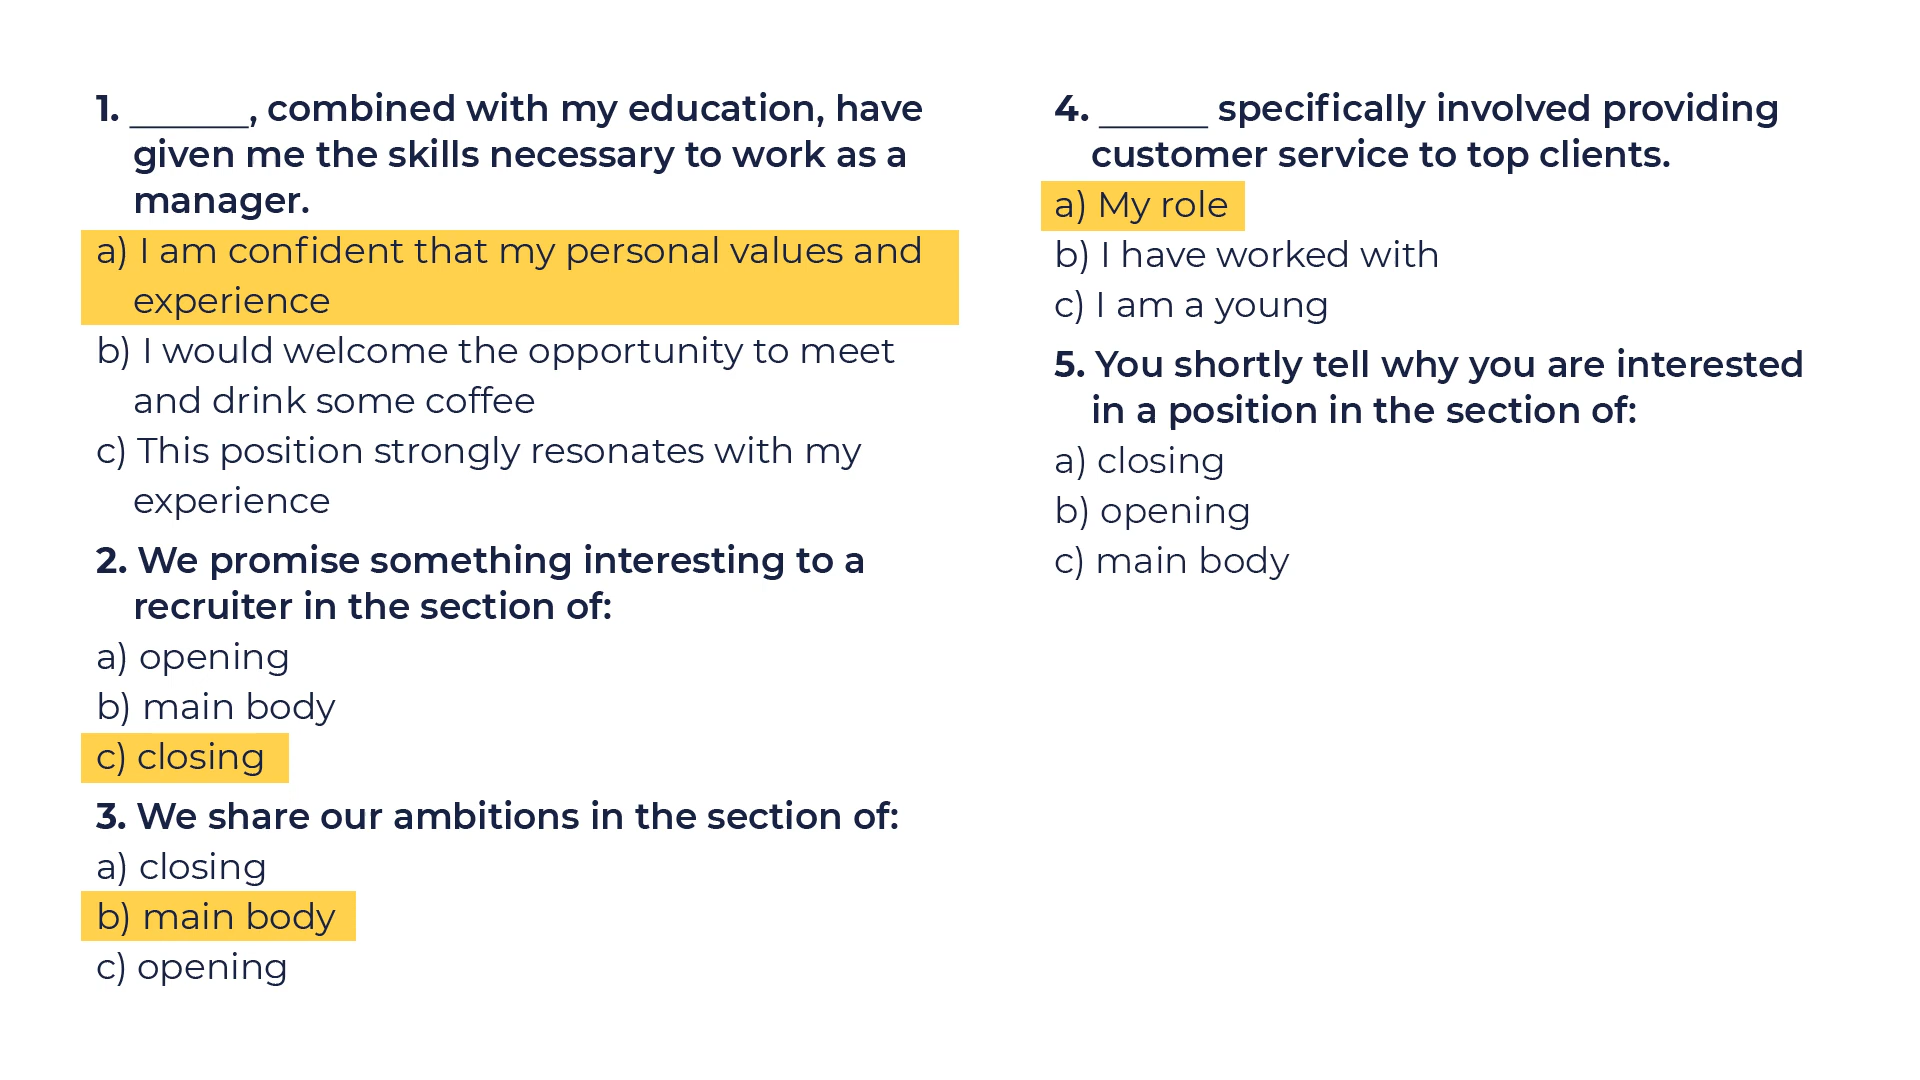 1. ______, combined with my education, have
given me the skills necessary to work as a
manager.
a) I am confident that my personal values and
experience
b) I would welcome the opportunity to meet
and drink some coffee
c) This position strongly resonates with my
experience
2. We promise something interesting to a
recruiter in the section of:
a) opening
b) main body
c) closing
3. We share our ambitions in the section of:
a) closing
b) main body
c) opening
4. ______ specifically involved providing
customer service to top clients.
a) My role
b) I have worked with
c) I am a young
5. You shortly tell why you are interested
in a position in the section of:
a) closing
b) opening
c) main body